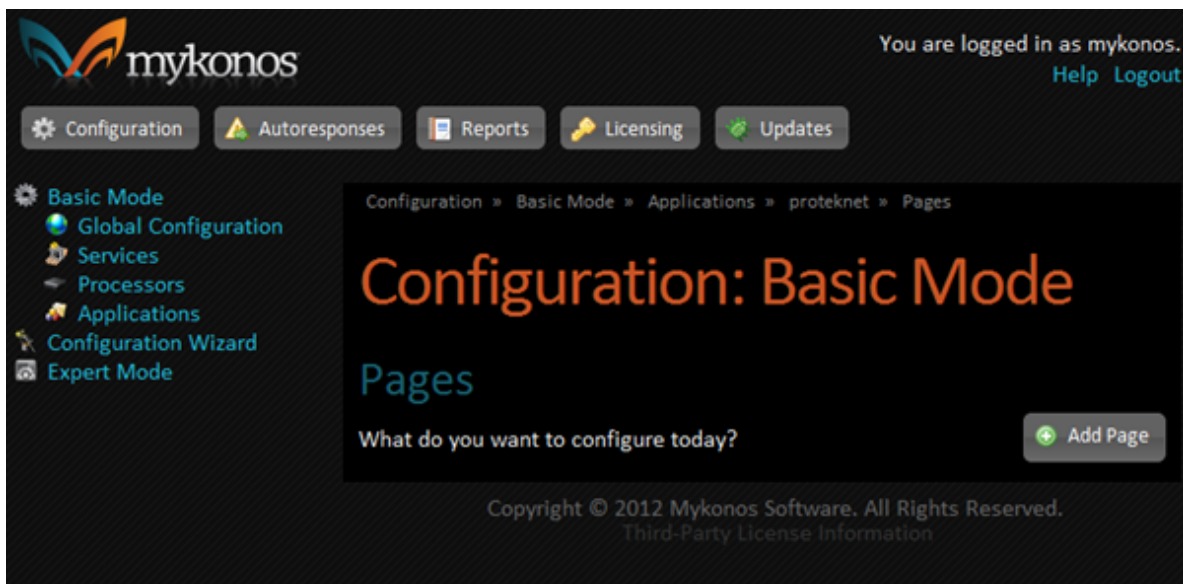 mykonos
You are logged in as mykonos.
Help Logout
Configuration Autoresponses Reports Licensing Updates
Basic Mode
Global Configuration
Services
Processors
Applications
Configuration Wizard
Expert Mode
Configuration » Basic Mode » Applications » proteknet » Pages
Configuration: Basic Mode
Pages
What do you want to configure today?
Add Page
Copyright © 2012 Mykonos Software. All Rights Reserved.
Third-Party License Information